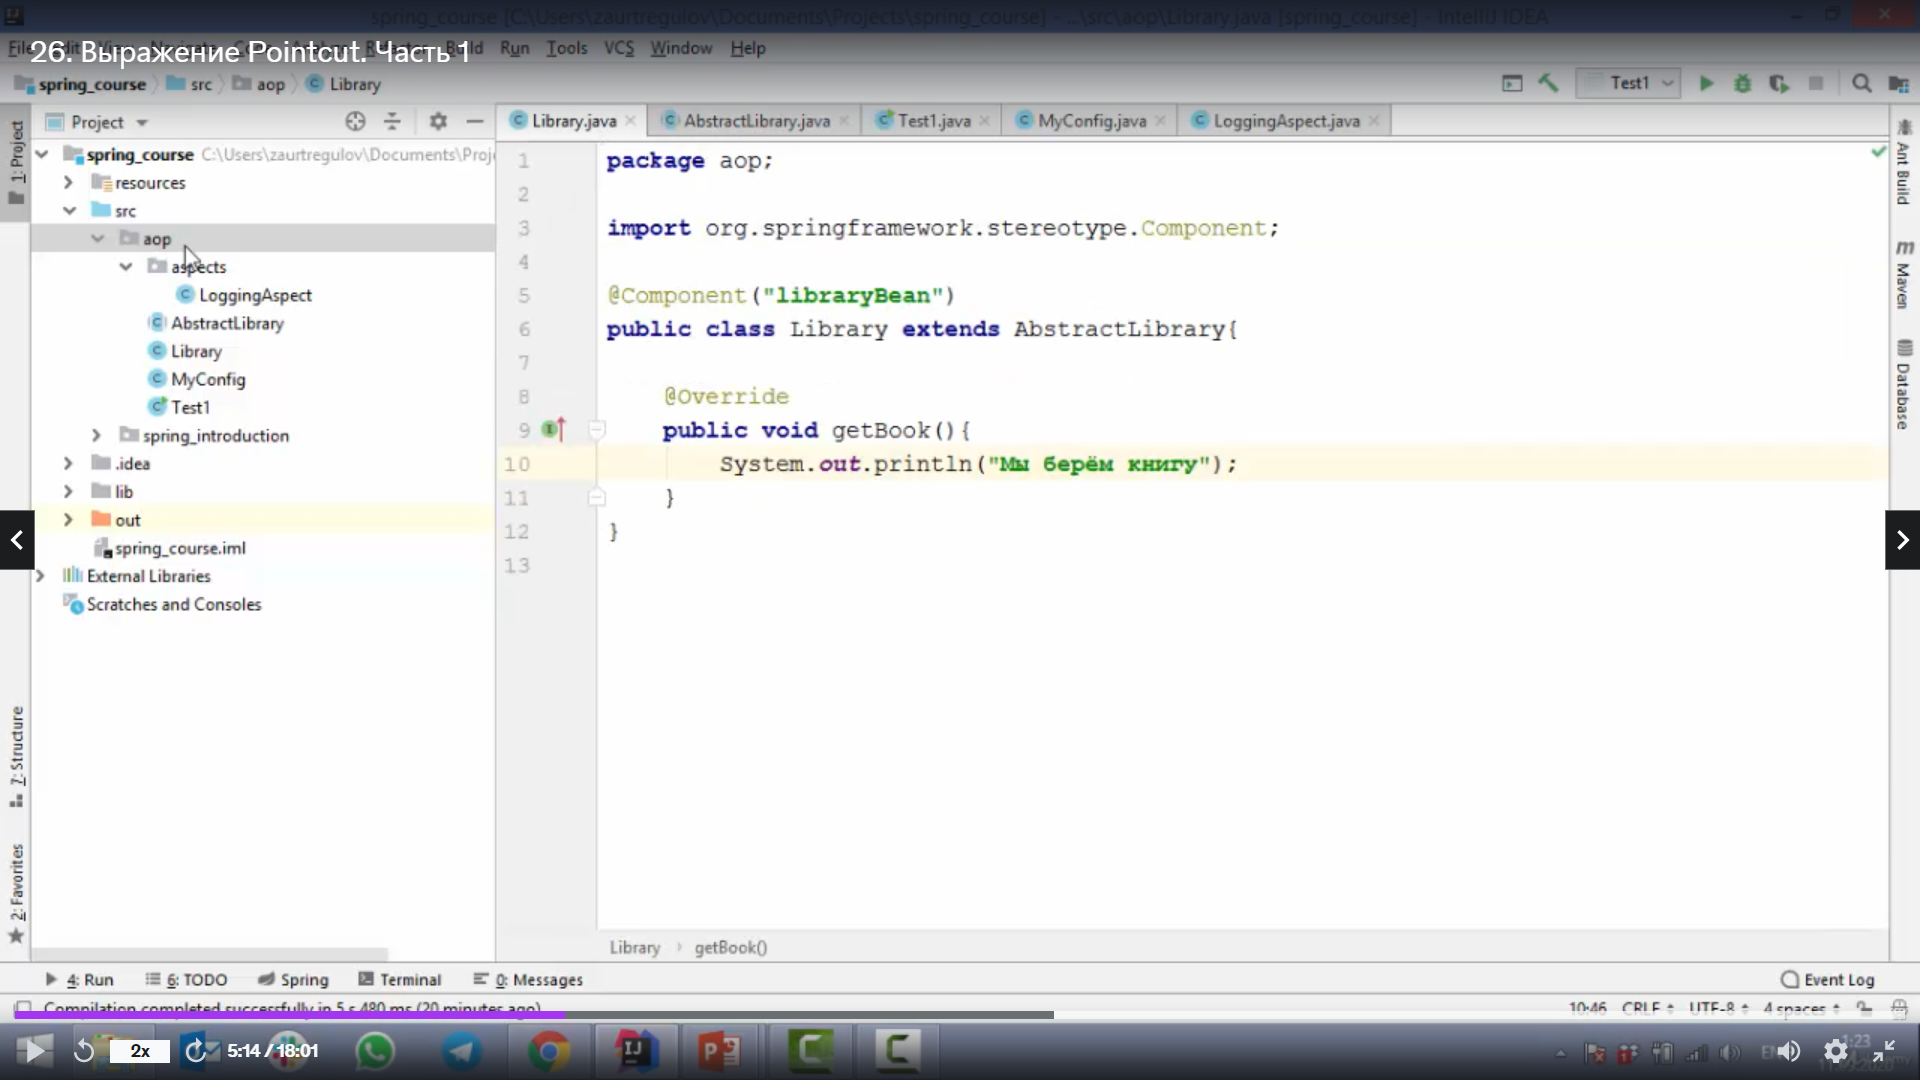 spring_course [C:\Users\zaurtregulov\Documents\Projects\spring_course] - ...\src\aop\Library.java [spring_course] - IntelliJ IDEA
26. Выражение Pointcut. Часть 1
File Run Tools VCS Window Help
spring_course src aop Library
Test1
Project
Library.java AbstractLibrary.java Test1.java MyConfig.java LoggingAspect.java
1: Project
7: Structure
2: Favorites
spring_course C:\Users\zaurtregulov\Documents\Proj
resources
src
aop
aspects
LoggingAspect
AbstractLibrary
Library
MyConfig
Test1
spring_introduction
.idea
lib
out
spring_course.iml
External Libraries
Scratches and Consoles
1 package aop;
2
3 import org.springframework.stereotype.Component;
4
5 @Component("libraryBean")
6 public class Library extends AbstractLibrary{
7
8 @Override
9 public void getBook(){
10 System.out.println("Мы берём книгу");
11 }
12 }
13
Ant Build
Maven
Database
Library getBook()
4: Run 6: TODO Spring Terminal 0: Messages Event Log
Compilation completed successfully in 5 s 480 ms (20 minutes ago) 10:46 CRLF UTF-8 4 spaces
2x 5:14 / 18:01